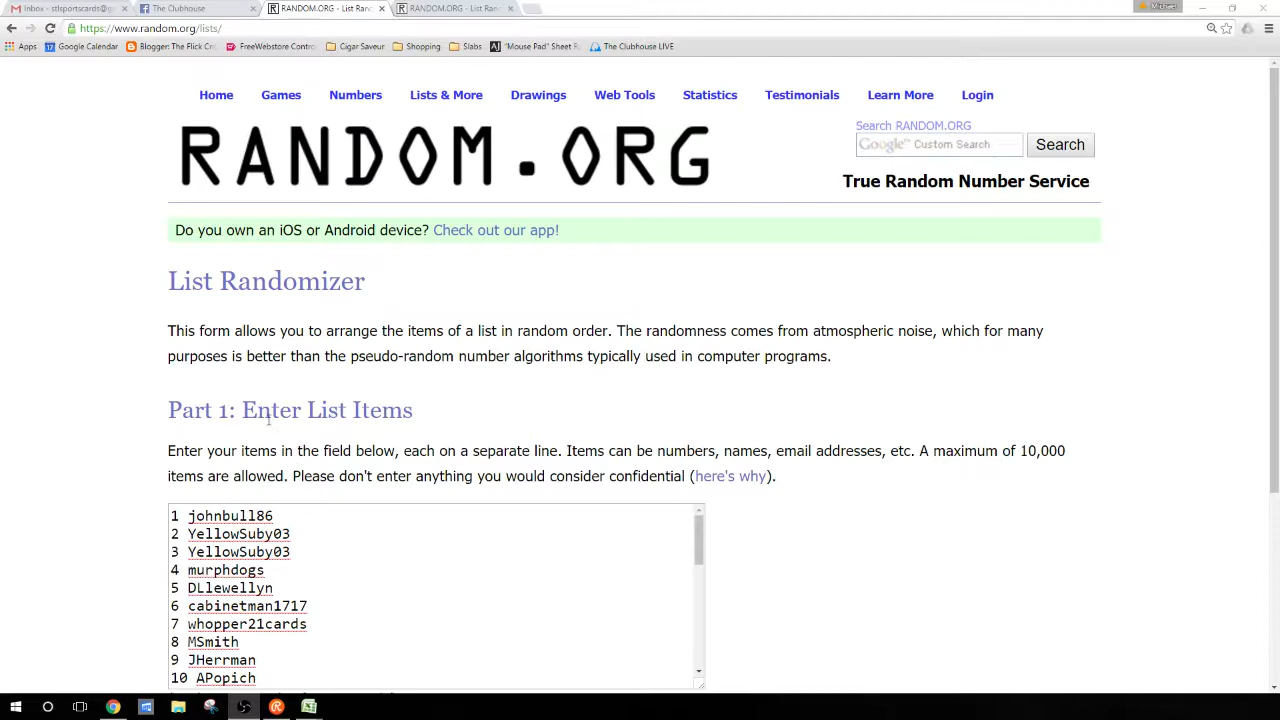 Inbox - stlsportscards@g
The Clubhouse
RANDOM.ORG - List Ran
RANDOM.ORG - List Ran
Michael
https://www.random.org/lists/
Apps
Google Calendar
Blogger: The Flick Cr
FreeWebstore Contro
Cigar Saveur
Shopping
Slabs
"Mouse Pad" Sheet R
The Clubhouse LIVE
Home
Games
Numbers
Lists & More
Drawings
Web Tools
Statistics
Testimonials
Learn More
Login
RANDOM.ORG
Search RANDOM.ORG
Google™ Custom Search
Search
True Random Number Service
Do you own an iOS or Android device? Check out our app!
List Randomizer
This form allows you to arrange the items of a list in random order. The randomness comes from atmospheric noise, which for many
purposes is better than the pseudo-random number algorithms typically used in computer programs.
Part 1: Enter List Items
Enter your items in the field below, each on a separate line. Items can be numbers, names, email addresses, etc. A maximum of 10,000
items are allowed. Please don't enter anything you would consider confidential (here's why).
1 johnbull86
2 YellowSuby03
3 YellowSuby03
4 murphdogs
5 DLlewellyn
6 cabinetman1717
7 whopper21cards
8 MSmith
9 JHerrman
10 APopich